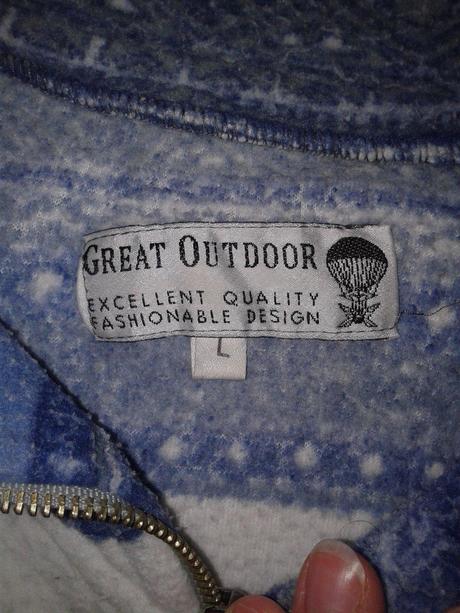 GREAT OUTDOOR
EXCELLENT QUALITY
FASHIONABLE DESIGN
L